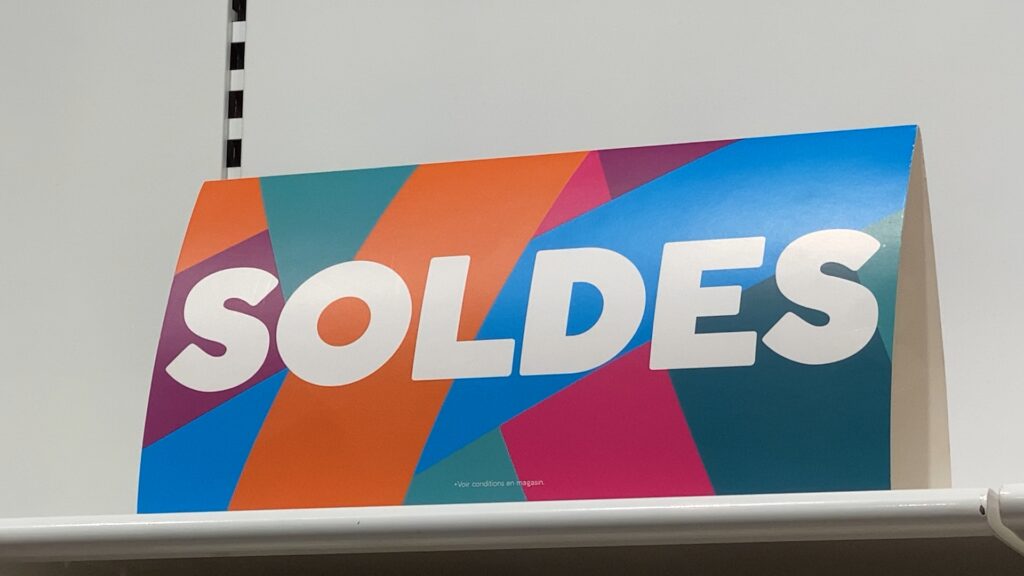 SOLDES
*Voir conditions en magasin.